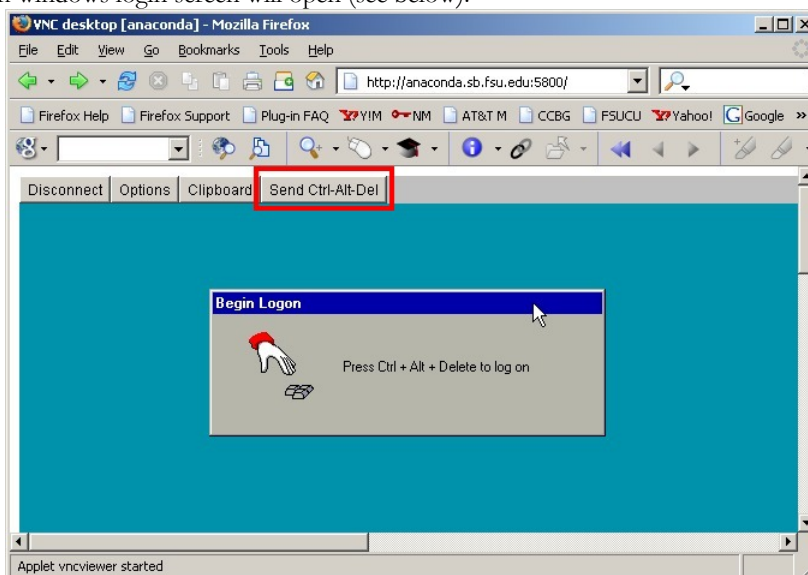 windows login screen will open (see below).
VNC desktop [anaconda] - Mozilla Firefox
File Edit View Go Bookmarks Tools Help
http://anaconda.sb.fsu.edu:5800/
Firefox Help Firefox Support Plug-in FAQ Y!M NM AT&T M CCBG FSUCU Yahoo! Google »
Disconnect Options Clipboard Send Ctrl-Alt-Del
Begin Logon
Press Ctrl + Alt + Delete to log on
Applet vncviewer started